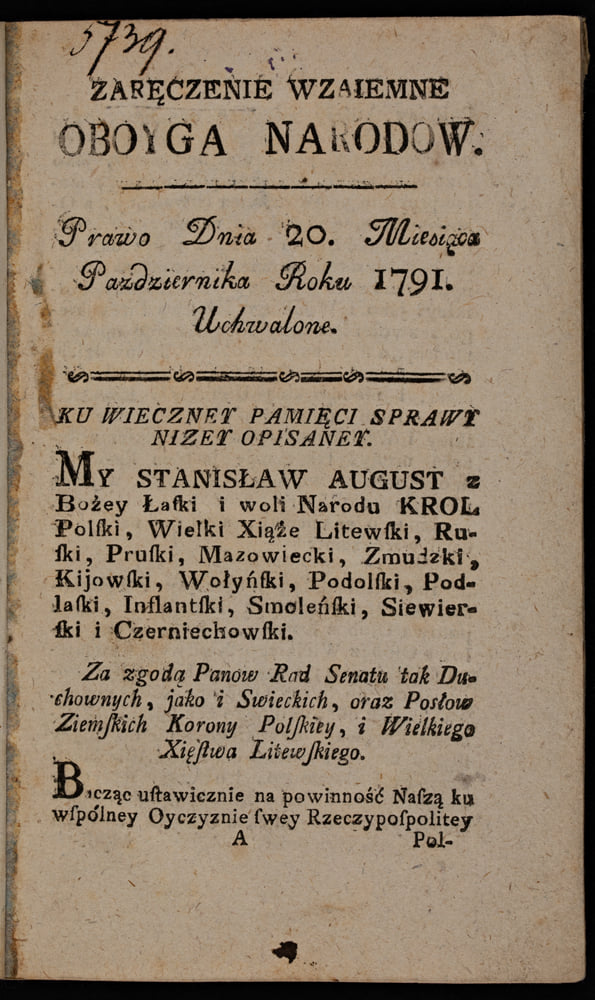 5739.
ZARĘCZENIE WZAIEMNE
OBOYGA NARODOW.
Prawo Dnia 20. Miesiąca
Pazdziernika Roku 1791.
Uchwalone.
KU WIECZNEY PAMIĘCI SPRAWY
NIZEY OPISANEY.
MY STANISŁAW AUGUST z
Bożey Łaſki i woli Narodu KROL
Polſki, Wielki Xiąże Litewſki, Ru-
ſki, Pruſki, Mazowiecki, Zmudzki,
Kijowſki, Wołyńſki, Podolſki, Pod-
laſki, Inflantſki, Smoleńſki, Siewier-
ſki i Czerniechowſki.
Za zgodą Panow Rad Senatu tak Du-
chownych, jako i Swieckich, oraz Posłow
Ziemſkich Korony Polſkiey, i Wielkiego
Xięſtwa Litewſkiego.
Bacząc uſtawicznie na powinność Naſzą ku
wſpólney Oyczyznie ſwey Rzeczypoſpolitey
A Pol-